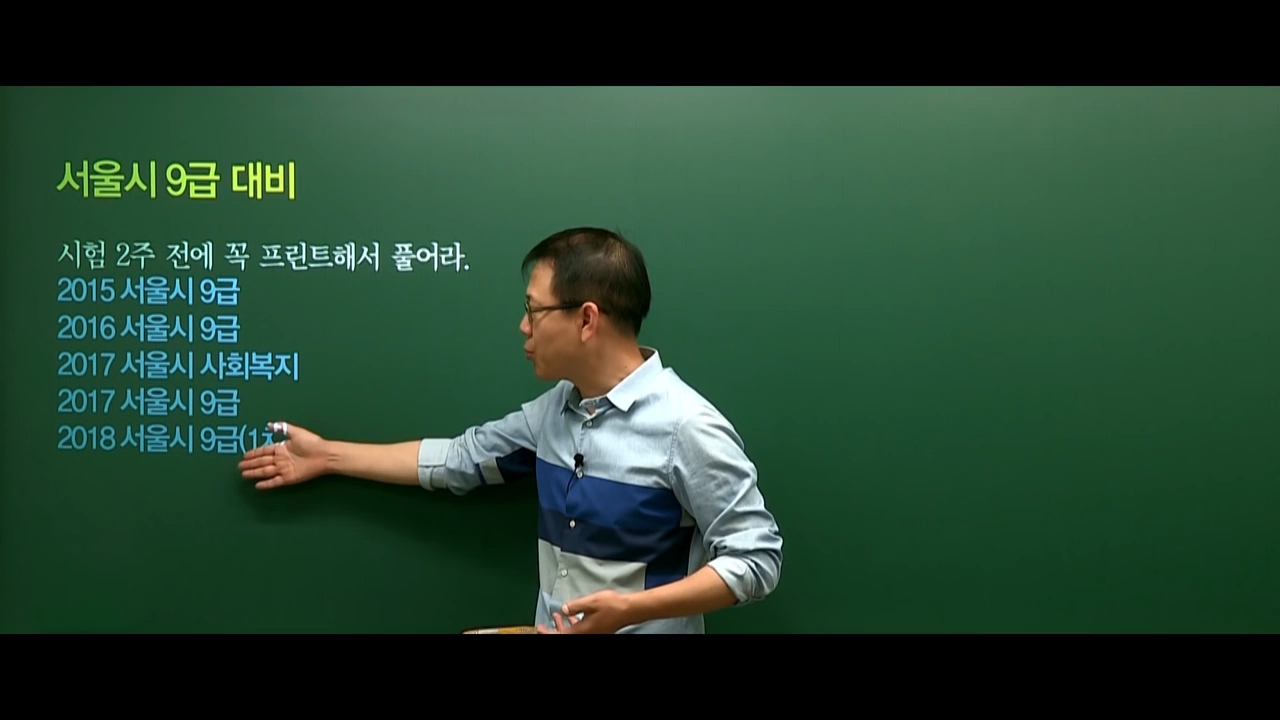 서울시 9급 대비
시험 2주 전에 꼭 프린트해서 풀어라.
2015 서울시 9급
2016 서울시 9급
2017 서울시 사회복지
2017 서울시 9급
2018 서울시 9급(1